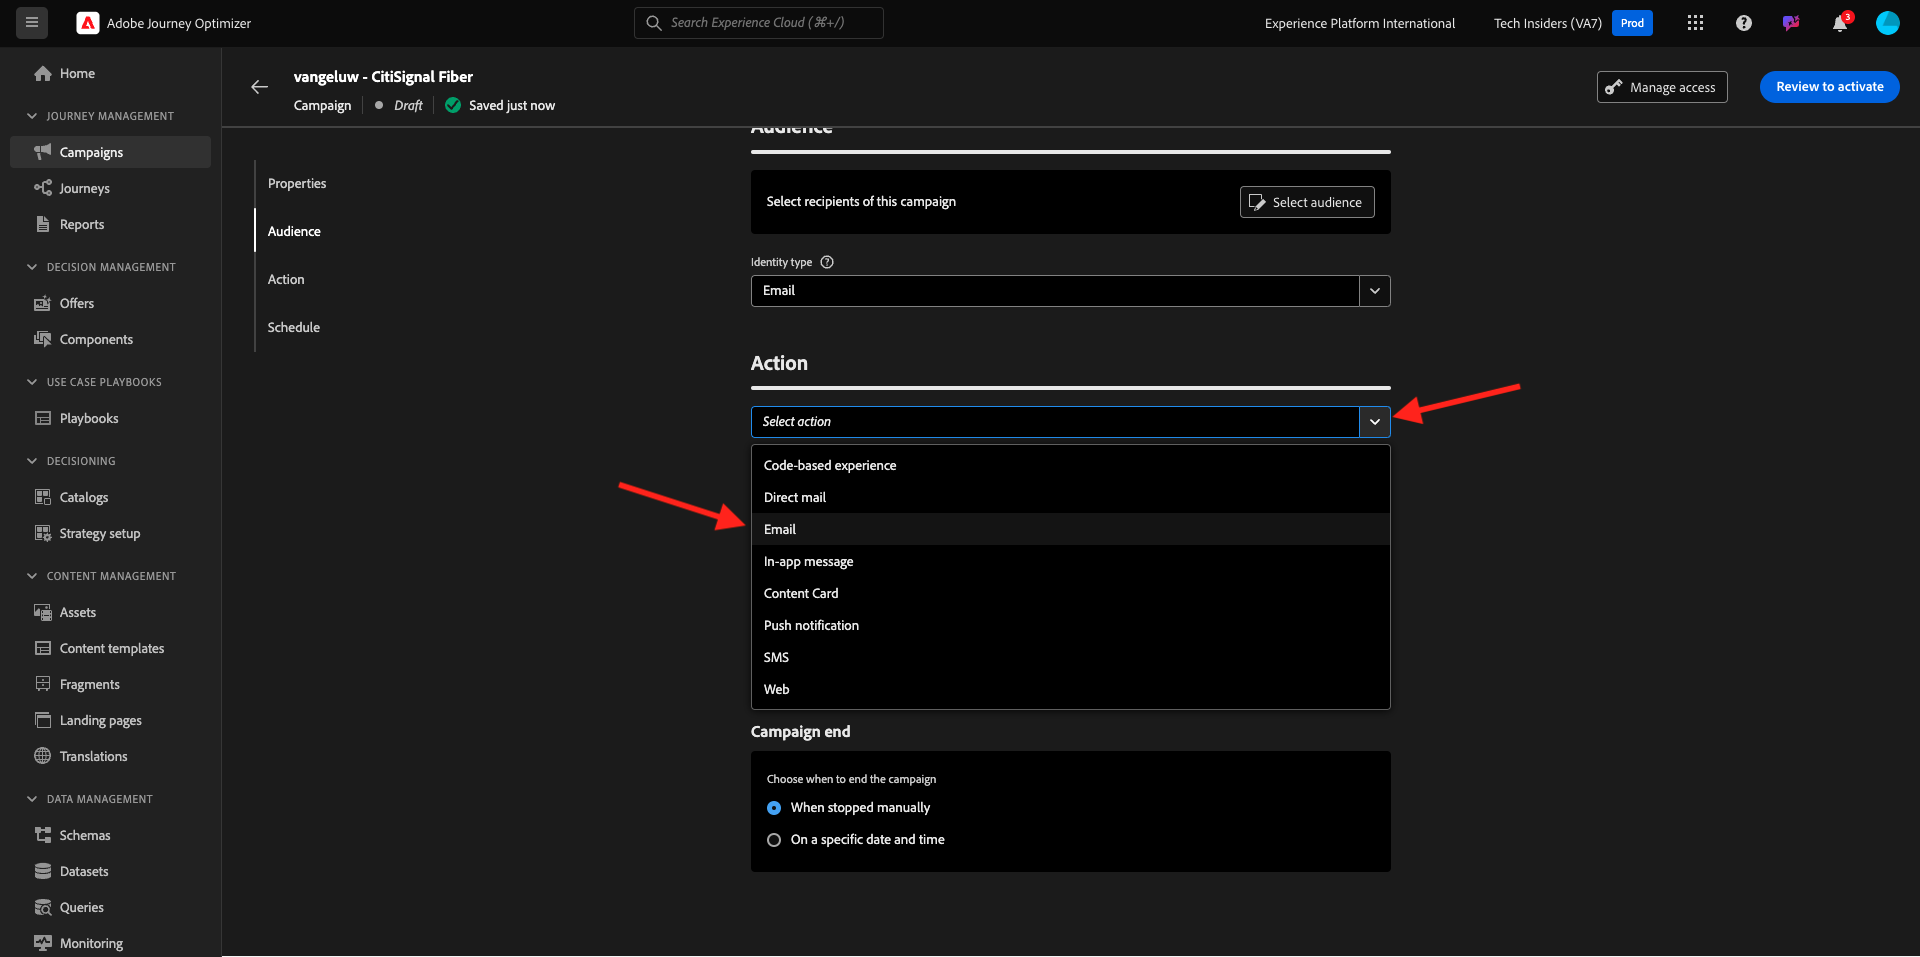 Adobe Journey Optimizer
Search Experience Cloud (⌘+/)
Experience Platform International
Tech Insiders (VA7)
Prod
3
Home
JOURNEY MANAGEMENT
Campaigns
Journeys
Reports
DECISION MANAGEMENT
Offers
Components
USE CASE PLAYBOOKS
Playbooks
DECISIONING
Catalogs
Strategy setup
CONTENT MANAGEMENT
Assets
Content templates
Fragments
Landing pages
Translations
DATA MANAGEMENT
Schemas
Datasets
Queries
Monitoring
vangeluw - CitiSignal Fiber
Campaign
Draft
Saved just now
Manage access
Review to activate
Properties
Audience
Action
Schedule
Audience
Select recipients of this campaign
Select audience
Identity type
Email
Action
Select action
Code-based experience
Direct mail
Email
In-app message
Content Card
Push notification
SMS
Web
Campaign end
Choose when to end the campaign
When stopped manually
On a specific date and time